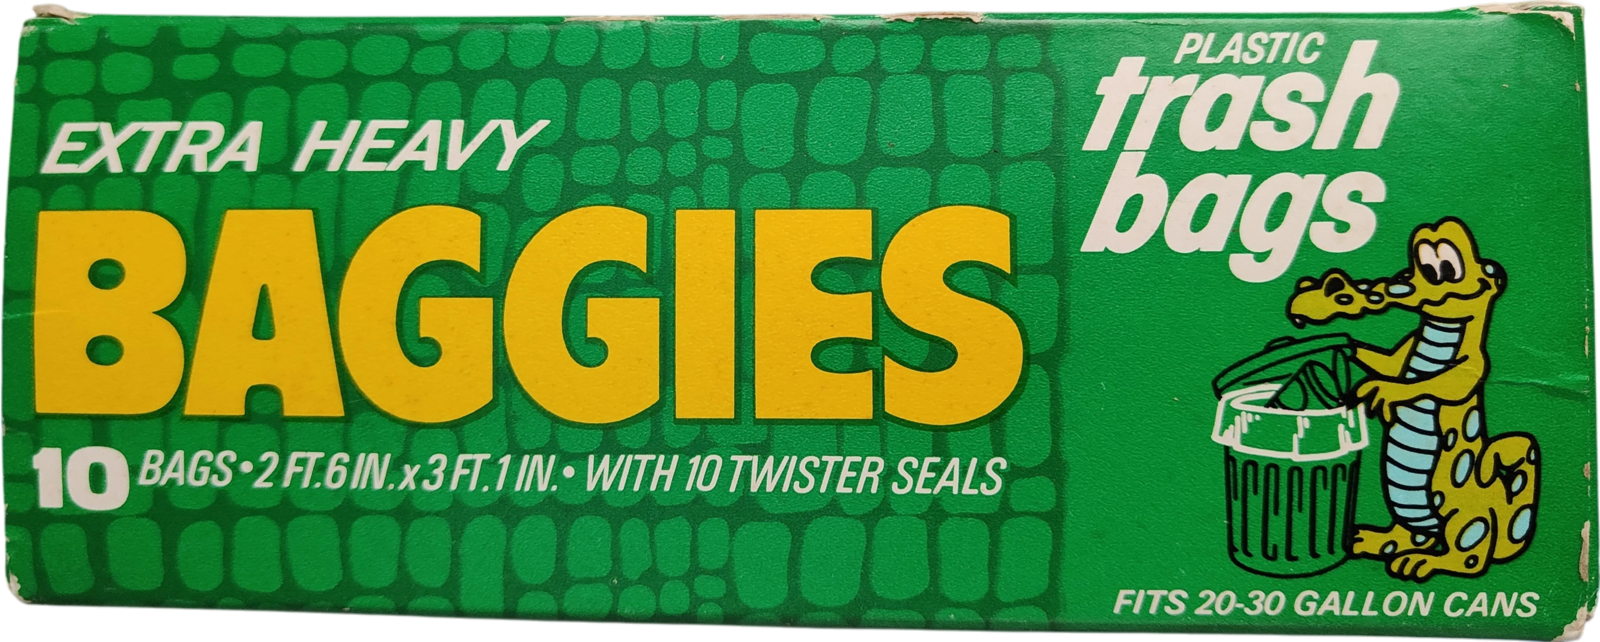 EXTRA HEAVY
BAGGIES
10 BAGS•2 FT.6 IN.x3 FT.1 IN.• WITH 10 TWISTER SEALS
PLASTIC
trash
bags
FITS 20-30 GALLON CANS